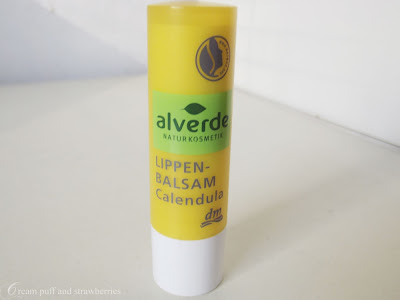 alverde
NATURKOSMETIK
LIPPEN-
BALSAM
Calendula
dm
Cream puff and strawberries